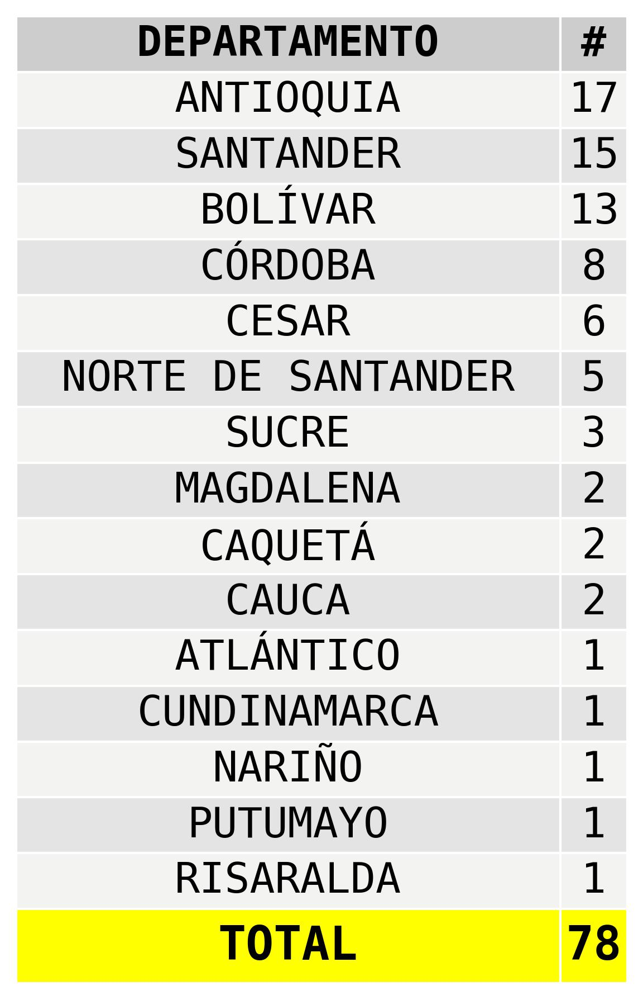 DEPARTAMENTO #
ANTIOQUIA 17
SANTANDER 15
BOLÍVAR 13
CÓRDOBA 8
CESAR 6
NORTE DE SANTANDER 5
SUCRE 3
MAGDALENA 2
CAQUETÁ 2
CAUCA 2
ATLÁNTICO 1
CUNDINAMARCA 1
NARIÑO 1
PUTUMAYO 1
RISARALDA 1
TOTAL 78